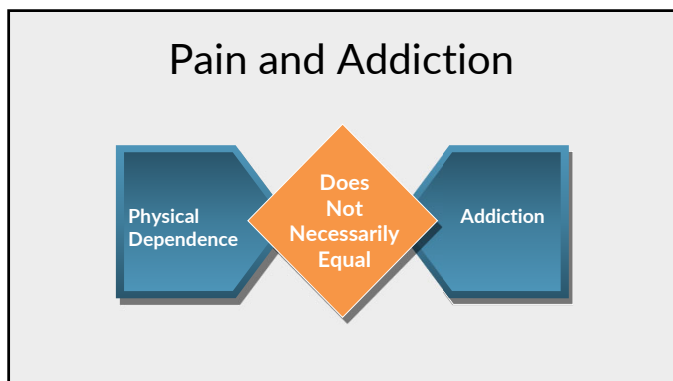 Pain and Addiction
Physical
Dependence
Does
Not
Necessarily
Equal
Addiction